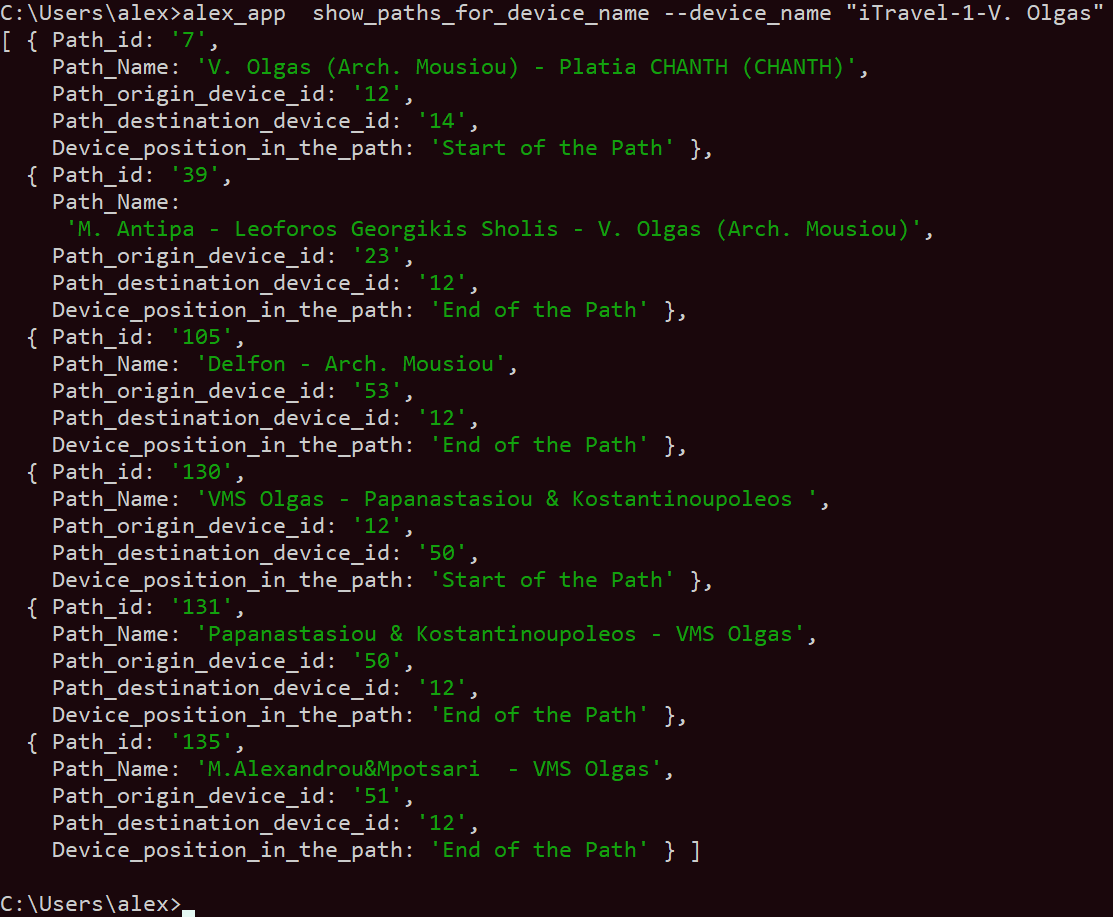 C:\Users\alex>alex_app  show_paths_for_device_name --device_name "iTravel-1-V. Olgas"
[ { Path_id: '7',
    Path_Name: 'V. Olgas (Arch. Mousiou) - Platia CHANTH (CHANTH)',
    Path_origin_device_id: '12',
    Path_destination_device_id: '14',
    Device_position_in_the_path: 'Start of the Path' },
  { Path_id: '39',
    Path_Name:
     'M. Antipa - Leoforos Georgikis Sholis - V. Olgas (Arch. Mousiou)',
    Path_origin_device_id: '23',
    Path_destination_device_id: '12',
    Device_position_in_the_path: 'End of the Path' },
  { Path_id: '105',
    Path_Name: 'Delfon - Arch. Mousiou',
    Path_origin_device_id: '53',
    Path_destination_device_id: '12',
    Device_position_in_the_path: 'End of the Path' },
  { Path_id: '130',
    Path_Name: 'VMS Olgas - Papanastasiou & Kostantinoupoleos ',
    Path_origin_device_id: '12',
    Path_destination_device_id: '50',
    Device_position_in_the_path: 'Start of the Path' },
  { Path_id: '131',
    Path_Name: 'Papanastasiou & Kostantinoupoleos - VMS Olgas',
    Path_origin_device_id: '50',
    Path_destination_device_id: '12',
    Device_position_in_the_path: 'End of the Path' },
  { Path_id: '135',
    Path_Name: 'M.Alexandrou&Mpotsari  - VMS Olgas',
    Path_origin_device_id: '51',
    Path_destination_device_id: '12',
    Device_position_in_the_path: 'End of the Path' } ]

C:\Users\alex>